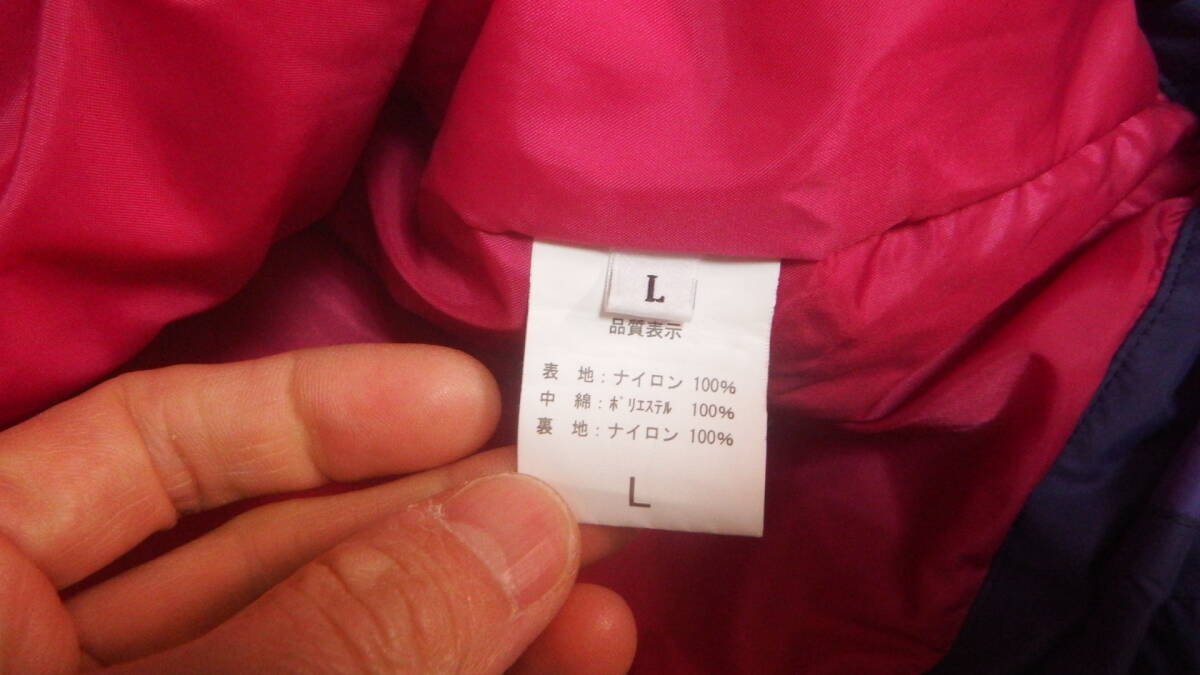 L
品質表示
表 地：ナイロン 100%
中 綿：ﾎﾟﾘｴｽﾃﾙ 100%
裏 地：ナイロン 100%
L